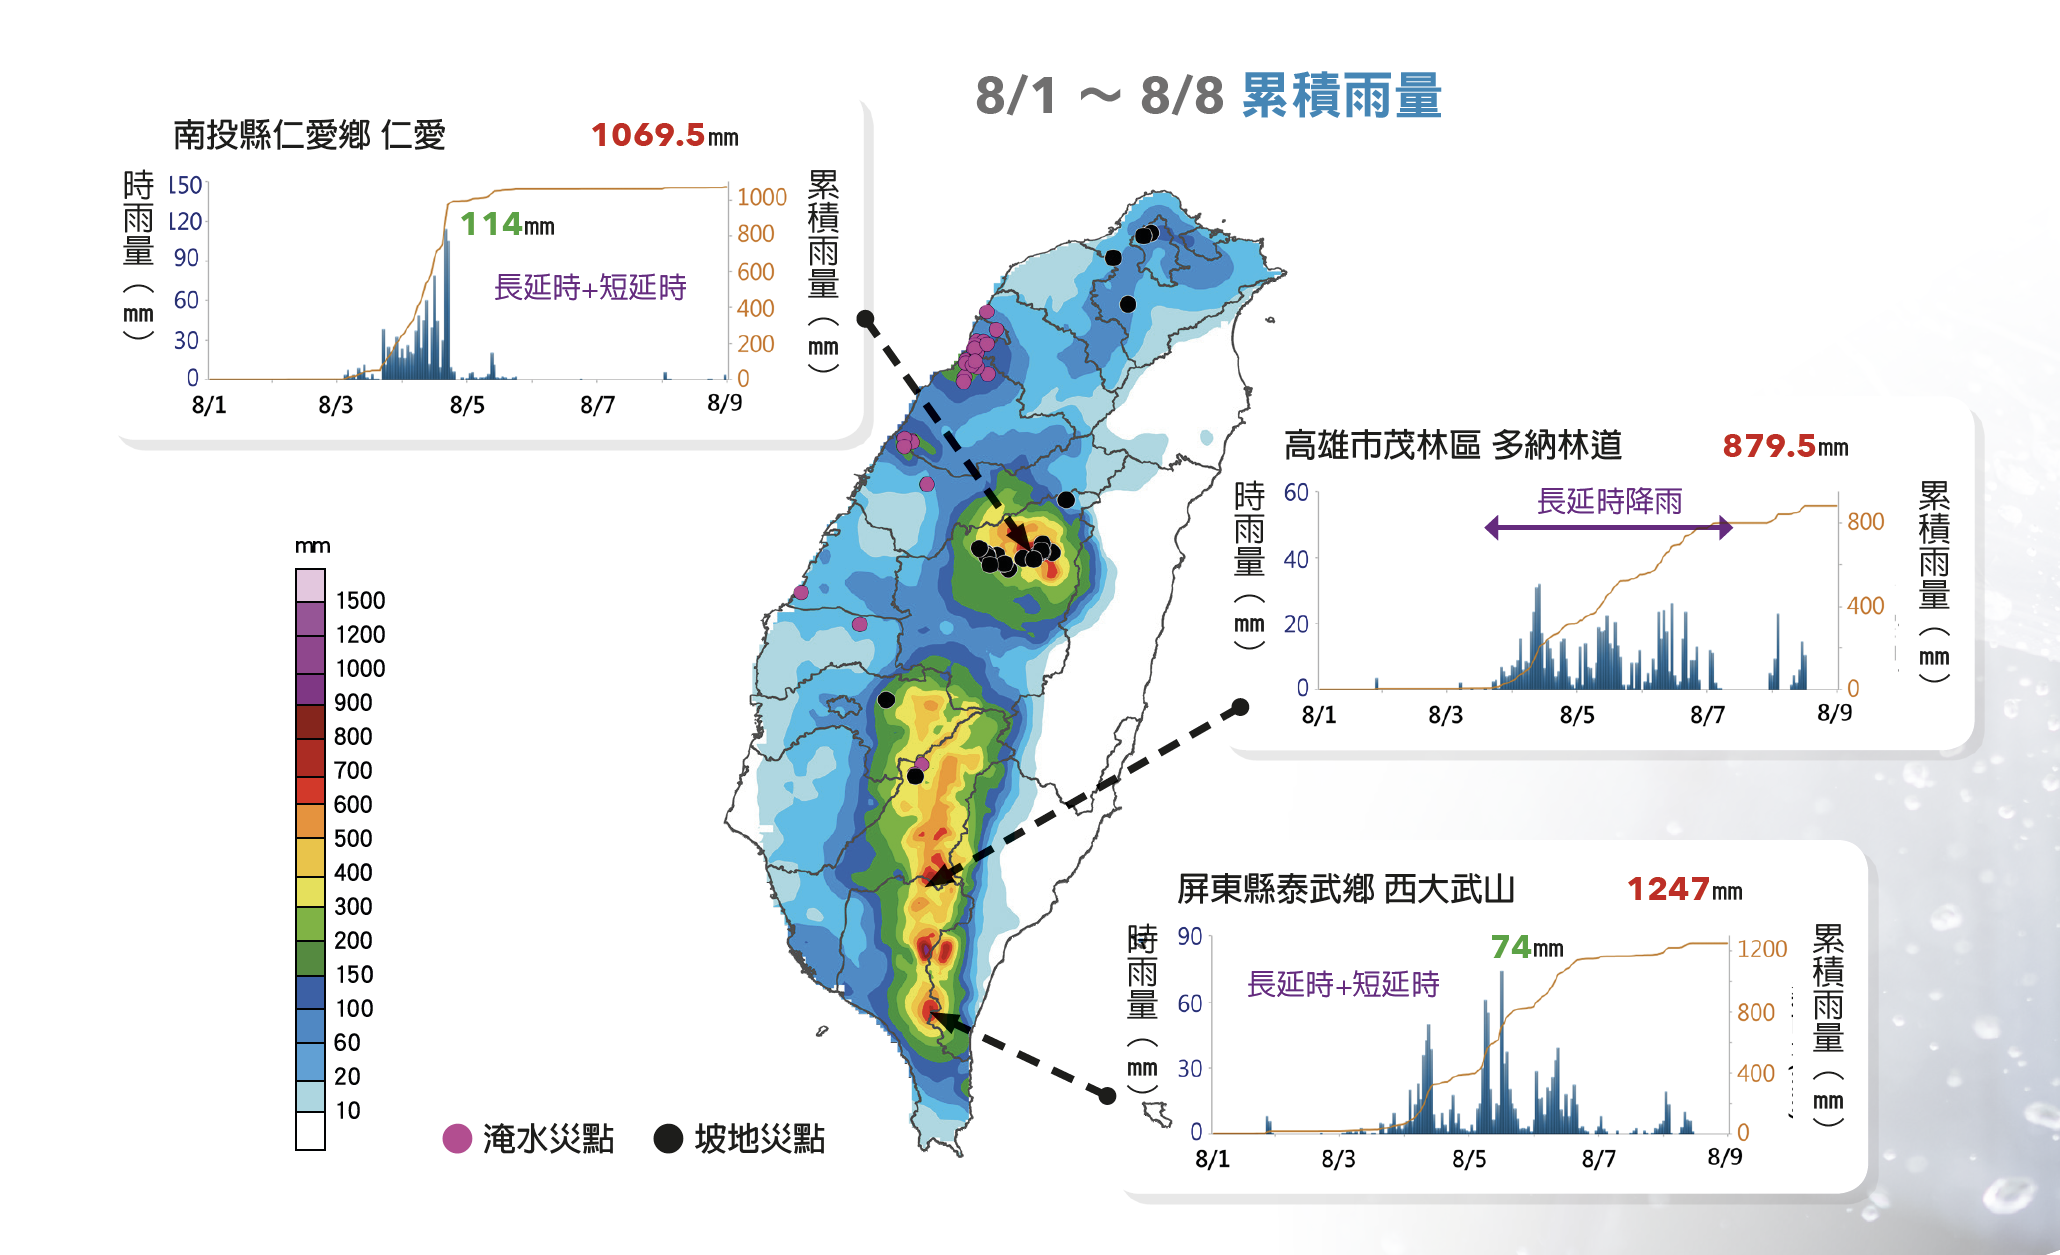 8/1 ～ 8/8 累積雨量
南投縣仁愛鄉 仁愛
1069.5mm
時雨量（mm）
150
120
90
60
30
0
114mm
長延時+短延時
1000
800
600
400
200
0
累積雨量（mm）
8/1
8/3
8/5
8/7
8/9
高雄市茂林區 多納林道
879.5mm
時雨量（mm）
60
40
20
0
長延時降雨
800
400
0
累積雨量（mm）
8/1
8/3
8/5
8/7
8/9
屏東縣泰武鄉 西大武山
1247mm
時雨量（mm）
90
60
30
0
74mm
長延時+短延時
1200
800
400
0
累積雨量（mm）
8/1
8/3
8/5
8/7
8/9
mm
1500
1200
1000
900
800
700
600
500
400
300
200
150
100
60
20
10
淹水災點
坡地災點